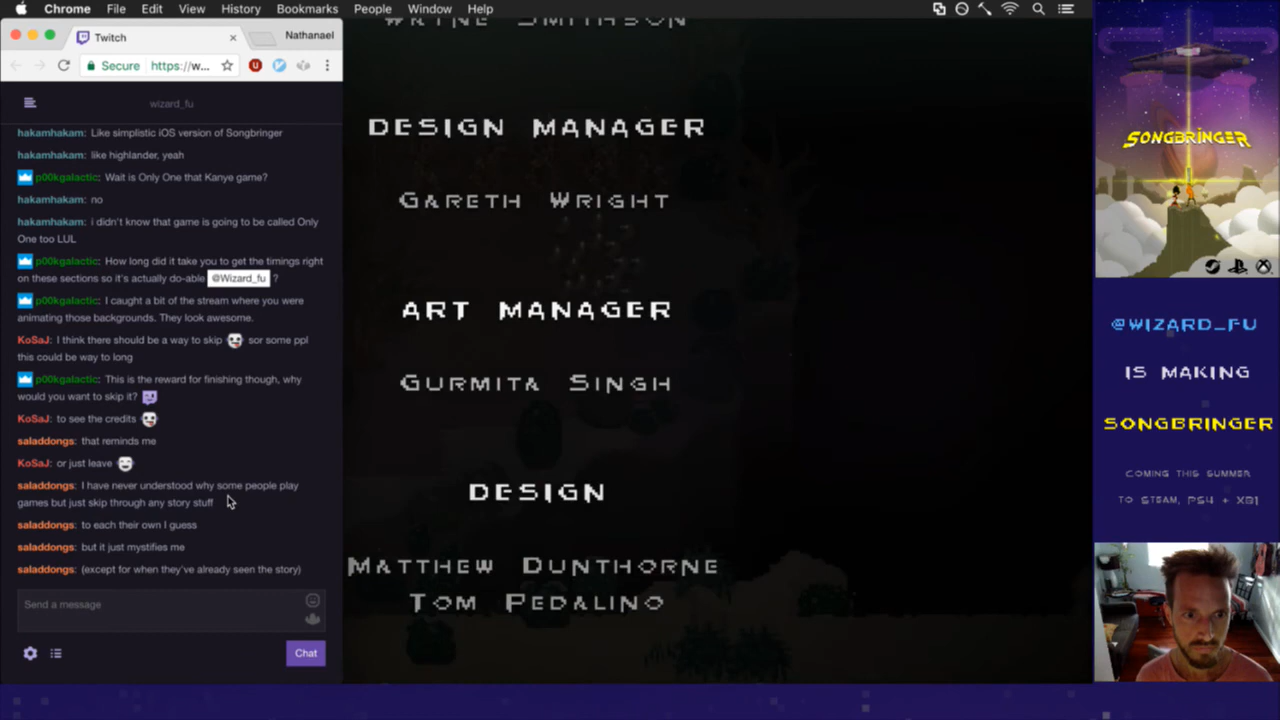 Chrome File Edit View History Bookmarks People Window Help
Twitch
Nathanael
Secure https://w...
wizard_fu
hakamhakam: Like simplistic iOS version of Songbringer
hakamhakam: like highlander, yeah
p00kgalactic: Wait is Only One that Kanye game?
hakamhakam: no
hakamhakam: i didn't know that game is going to be called Only
One too LUL
p00kgalactic: How long did it take you to get the timings right
on these sections so it's actually do-able @Wizard_fu ?
p00kgalactic: I caught a bit of the stream where you were
animating those backgrounds. They look awesome.
KoSaJ: I think there should be a way to skip sor some ppl
this could be way to long
p00kgalactic: This is the reward for finishing though, why
would you want to skip it?
KoSaJ: to see the credits
saladdongs: that reminds me
KoSaJ: or just leave
saladdongs: I have never understood why some people play
games but just skip through any story stuff
saladdongs: to each their own I guess
saladdongs: but it just mystifies me
saladdongs: (except for when they've already seen the story)
Send a message
Chat
SMITHSON
DESIGN MANAGER
GARETH WRIGHT
ART MANAGER
GURMITA SINGH
DESIGN
MATTHEW DUNTHORNE
TOM PEDALINO
SONGBRINGER
@WIZARD_FU
IS MAKING
SONGBRINGER
COMING THIS SUMMER
TO STEAM, PS4 + XB1